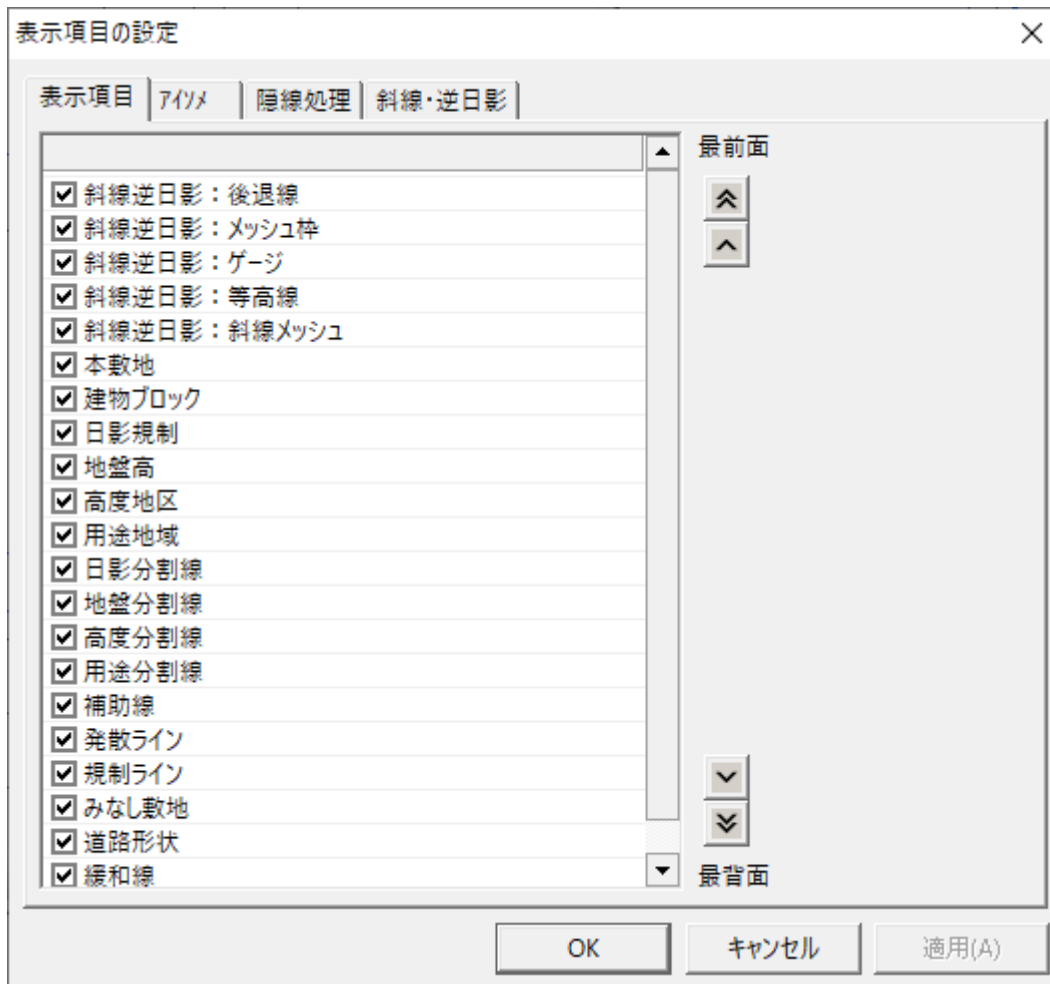 表示項目の設定
表示項目 アイソメ 隠線処理 斜線・逆日影
最前面
斜線逆日影：後退線
斜線逆日影：メッシュ枠
斜線逆日影：ゲージ
斜線逆日影：等高線
斜線逆日影：斜線メッシュ
本敷地
建物ブロック
日影規制
地盤高
高度地区
用途地域
日影分割線
地盤分割線
高度分割線
用途分割線
補助線
発散ライン
規制ライン
みなし敷地
道路形状
緩和線
最背面
OK キャンセル 適用(A)